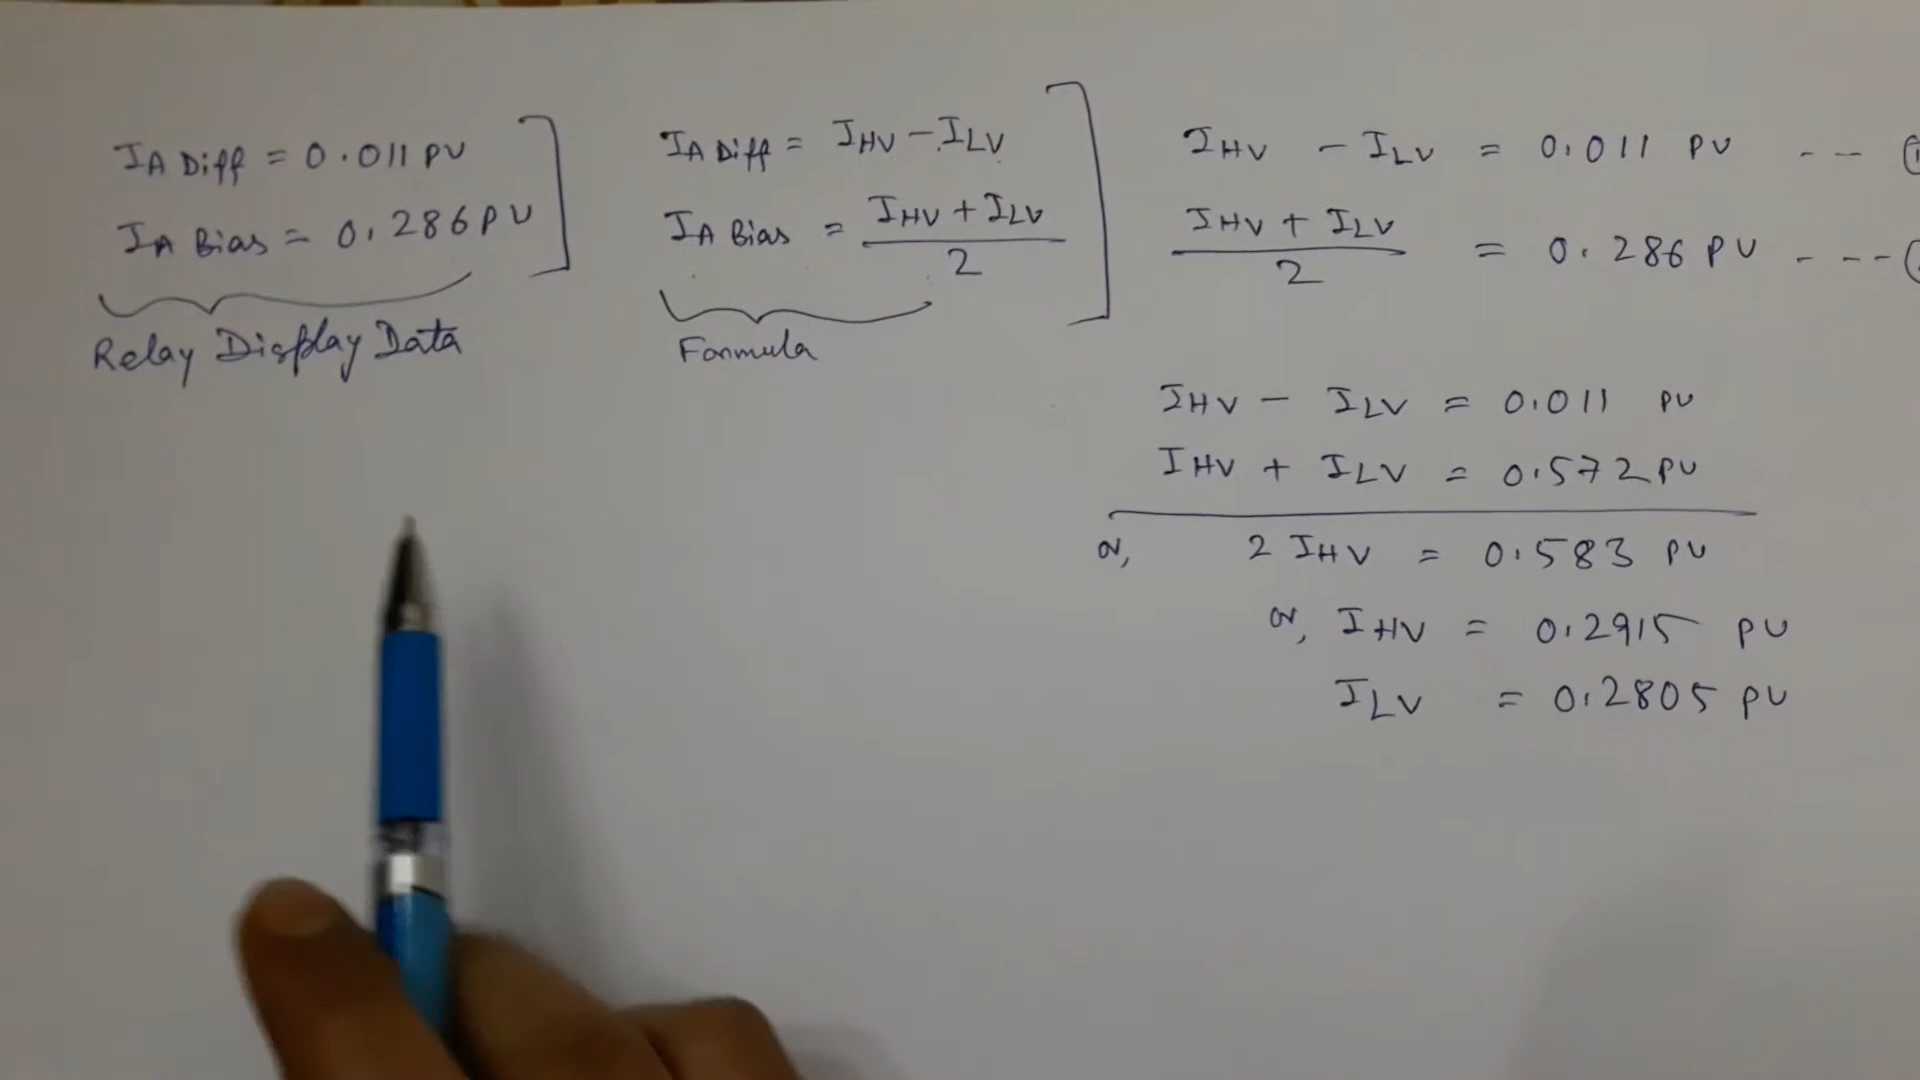 IA Diff = 0.011 PU
IA Bias = 0.286 PU
Relay Display Data
IA Diff = IHV - ILV
IA Bias = IHV + ILV
2
Formula
IHV - ILV = 0.011 PU --- 
IHV + ILV
2
= 0.286 PU ---
IHV - ILV = 0.011 PU
IHV + ILV = 0.572 PU
or, 2 IHV = 0.583 PU
or, IHV = 0.2915 PU
ILV = 0.2805 PU